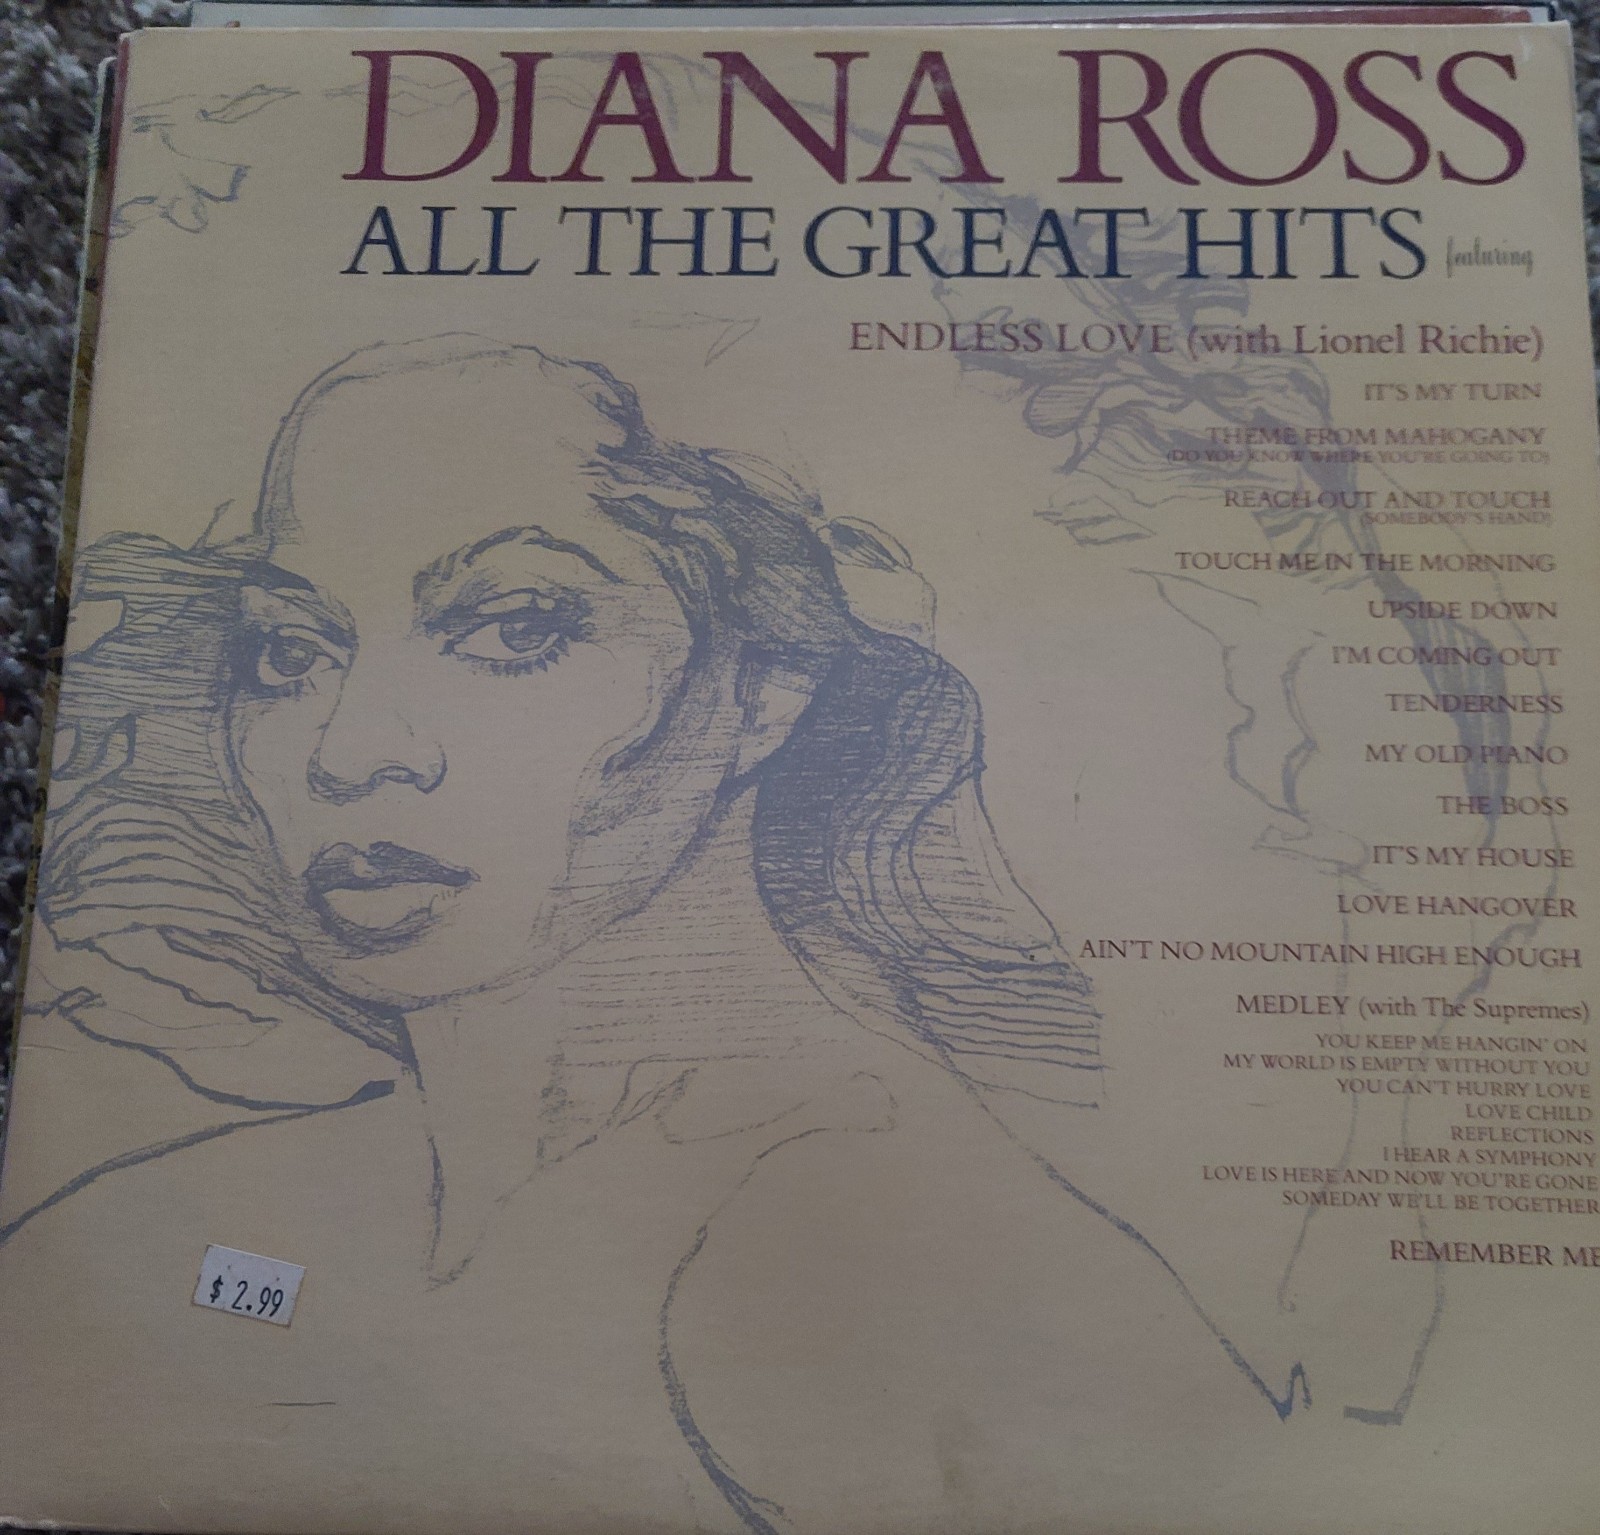 DIANA ROSS
ALL THE GREAT HITS featuring
ENDLESS LOVE (with Lionel Richie)
IT'S MY TURN
THEME FROM MAHOGANY
(DO YOU KNOW WHERE YOU'RE GOING TO)
REACH OUT AND TOUCH
(SOMEBODY'S HAND)
TOUCH ME IN THE MORNING
UPSIDE DOWN
I'M COMING OUT
TENDERNESS
MY OLD PIANO
THE BOSS
IT'S MY HOUSE
LOVE HANGOVER
AIN'T NO MOUNTAIN HIGH ENOUGH
MEDLEY (with The Supremes)
YOU KEEP ME HANGIN' ON
MY WORLD IS EMPTY WITHOUT YOU
YOU CAN'T HURRY LOVE
LOVE CHILD
REFLECTIONS
I HEAR A SYMPHONY
LOVE IS HERE AND NOW YOU'RE GONE
SOMEDAY WE'LL BE TOGETHER
REMEMBER ME
$ 2.99